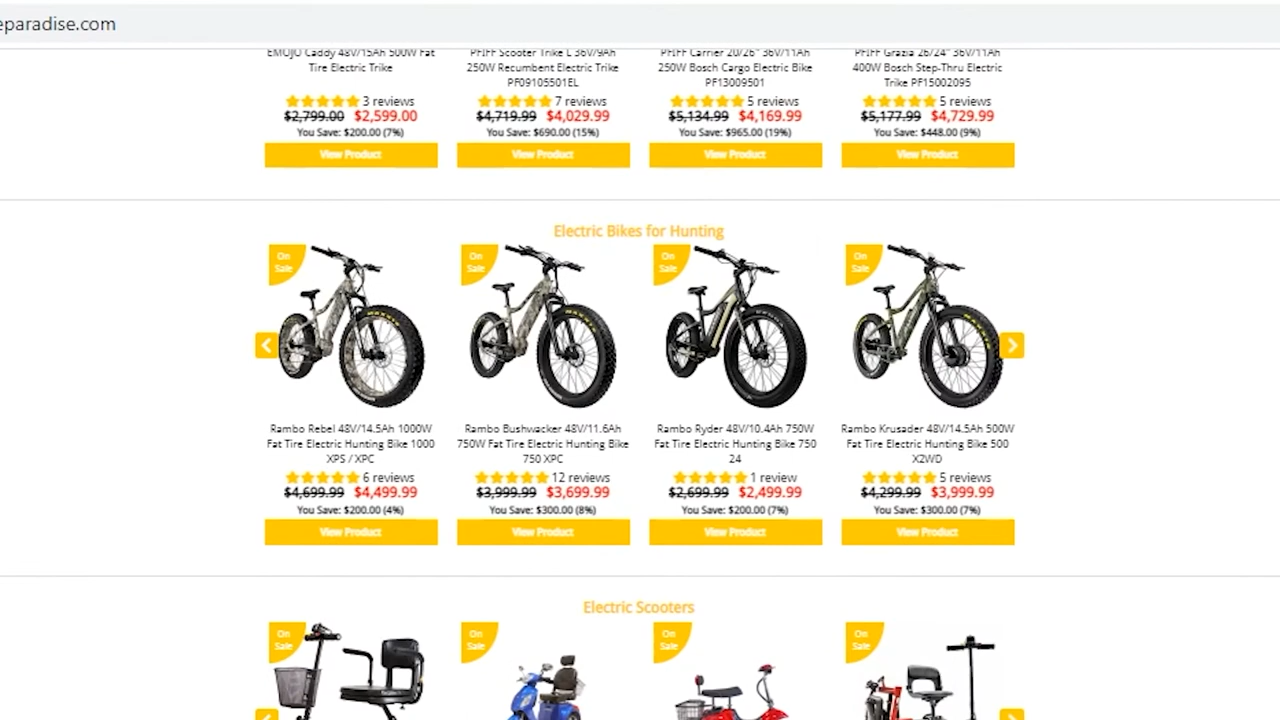 eparadise.com
EMOJO Caddy 48V/15Ah 500W Fat
Tire Electric Trike
PFIFF Scooter Trike L 36V/9Ah
250W Recumbent Electric Trike
PF09105501EL
PFIFF Carrier 20/26" 36V/11Ah
250W Bosch Cargo Electric Bike
PF13009501
PFIFF Grazia 26/24" 36V/11Ah
400W Bosch Step-Thru Electric
Trike PF15002095
3 reviews
7 reviews
5 reviews
5 reviews
$2,799.00 $2,599.00
$4,719.99 $4,029.99
$5,134.99 $4,169.99
$5,177.99 $4,729.99
You Save: $200.00 (7%)
You Save: $690.00 (15%)
You Save: $965.00 (19%)
You Save: $448.00 (9%)
View Product
View Product
View Product
View Product
Electric Bikes for Hunting
On
Sale
On
Sale
On
Sale
On
Sale
Rambo Rebel 48V/14.5Ah 1000W
Fat Tire Electric Hunting Bike 1000
XPS / XPC
Rambo Bushwacker 48V/11.6Ah
750W Fat Tire Electric Hunting Bike
750 XPC
Rambo Ryder 48V/10.4Ah 750W
Fat Tire Electric Hunting Bike 750
24
Rambo Krusader 48V/14.5Ah 500W
Fat Tire Electric Hunting Bike 500
X2WD
6 reviews
12 reviews
1 review
5 reviews
$4,699.99 $4,499.99
$3,999.99 $3,699.99
$2,699.99 $2,499.99
$4,299.99 $3,999.99
You Save: $200.00 (4%)
You Save: $300.00 (8%)
You Save: $200.00 (7%)
You Save: $300.00 (7%)
View Product
View Product
View Product
View Product
Electric Scooters
On
Sale
On
Sale
On
Sale
On
Sale